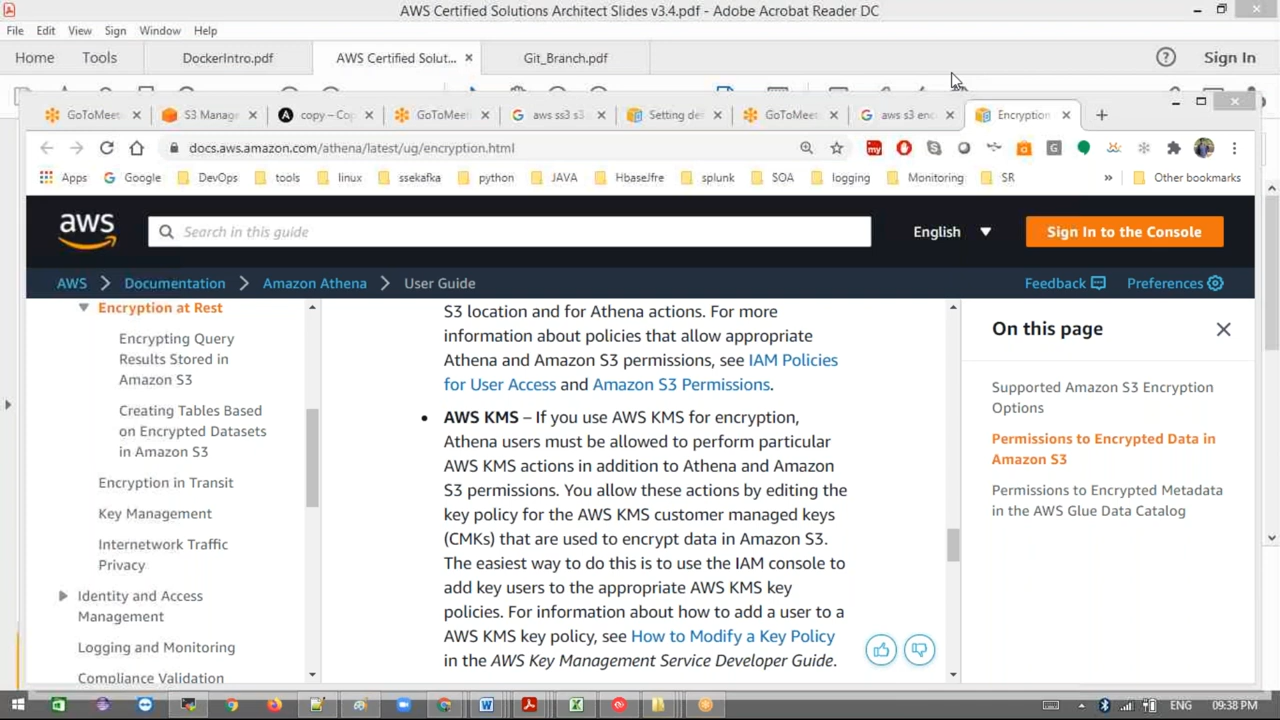 AWS Certified Solutions Architect Slides v3.4.pdf - Adobe Acrobat Reader DC
File Edit View Sign Window Help
Home Tools DockerIntro.pdf AWS Certified Solut... Git_Branch.pdf Sign In
GoToMeet S3 Manag copy – Cop GoToMeet aws ss3 s3 Setting de GoToMeet aws s3 enc Encryption
docs.aws.amazon.com/athena/latest/ug/encryption.html
Apps Google DevOps tools linux ssekafka python JAVA HbaseJfre splunk SOA logging Monitoring SR » Other bookmarks
aws Search in this guide English Sign In to the Console
AWS Documentation Amazon Athena User Guide Feedback Preferences
Encryption at Rest
Encrypting Query
Results Stored in
Amazon S3
Creating Tables Based
on Encrypted Datasets
in Amazon S3
Encryption in Transit
Key Management
Internetwork Traffic
Privacy
Identity and Access
Management
Logging and Monitoring
Compliance Validation
S3 location and for Athena actions. For more
information about policies that allow appropriate
Athena and Amazon S3 permissions, see IAM Policies
for User Access and Amazon S3 Permissions.
• AWS KMS – If you use AWS KMS for encryption,
Athena users must be allowed to perform particular
AWS KMS actions in addition to Athena and Amazon
S3 permissions. You allow these actions by editing the
key policy for the AWS KMS customer managed keys
(CMKs) that are used to encrypt data in Amazon S3.
The easiest way to do this is to use the IAM console to
add key users to the appropriate AWS KMS key
policies. For information about how to add a user to a
AWS KMS key policy, see How to Modify a Key Policy
in the AWS Key Management Service Developer Guide.
On this page
Supported Amazon S3 Encryption
Options
Permissions to Encrypted Data in
Amazon S3
Permissions to Encrypted Metadata
in the AWS Glue Data Catalog
ENG 09:38 PM